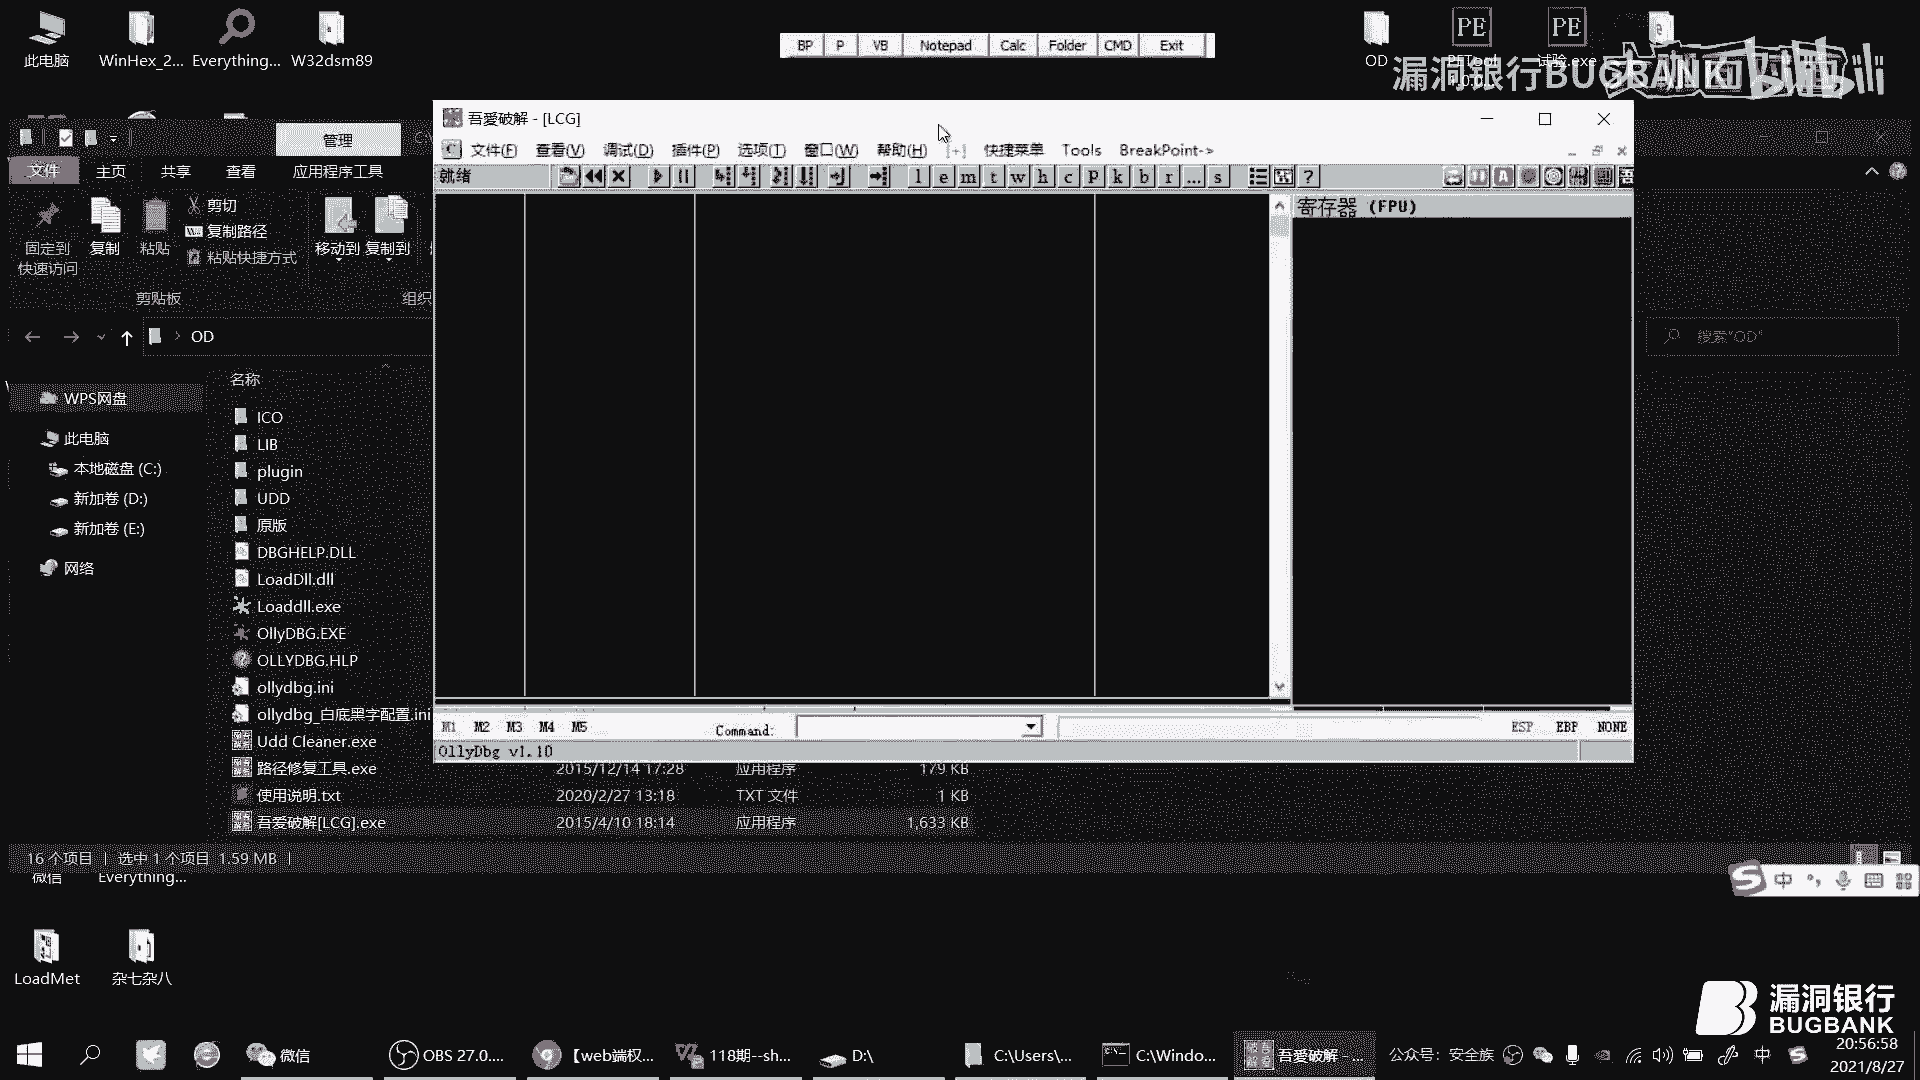 此电脑
WinHex_2...
Everything...
W32dsm89
BP P VB Notepad Calc Folder CMD Exit
OD
试验.exe
漏洞银行BUGBANK
bilibili
管理
文件 主页 共享 查看 应用程序工具
固定到
快速访问
复制
粘贴
剪切
复制路径
粘贴快捷方式
移动到
复制到
剪贴板
组织
OD
搜索"OD"
名称
WPS网盘
此电脑
本地磁盘 (C:)
新加卷 (D:)
新加卷 (E:)
网络
ICO
LIB
plugin
UDD
原版
DBGHELP.DLL
LoadDll.dll
Loaddll.exe
OllyDBG.EXE
OLLYDBG.HLP
ollydbg.ini
ollydbg_白底黑字配置.ini
Udd Cleaner.exe
路径修复工具.exe 2015/12/14 17:28 应用程序 179 KB
使用说明.txt 2020/2/27 13:18 TXT 文件 1 KB
吾爱破解[LCG].exe 2015/4/10 18:14 应用程序 1,633 KB
16 个项目 选中 1 个项目 1.59 MB
吾愛破解 - [LCG]
文件(F) 查看(V) 调试(D) 插件(P) 选项(T) 窗口(W) 帮助(H) [+] 快捷菜单 Tools BreakPoint->
就绪
l e m t w h c P k b r ... s
?
寄存器 (FPU)
M1 M2 M3 M4 M5 Command: ESP EBP NONE
OllyDbg v1.10
微信
Everything...
中
LoadMet
杂七杂八
漏洞银行
BUGBANK
微信
OBS 27.0....
【web端权...
118期--sh...
D:\
C:\Users\...
C:\Windo...
吾愛破解 - ...
公众号：安全族
中
20:56:58
2021/8/27